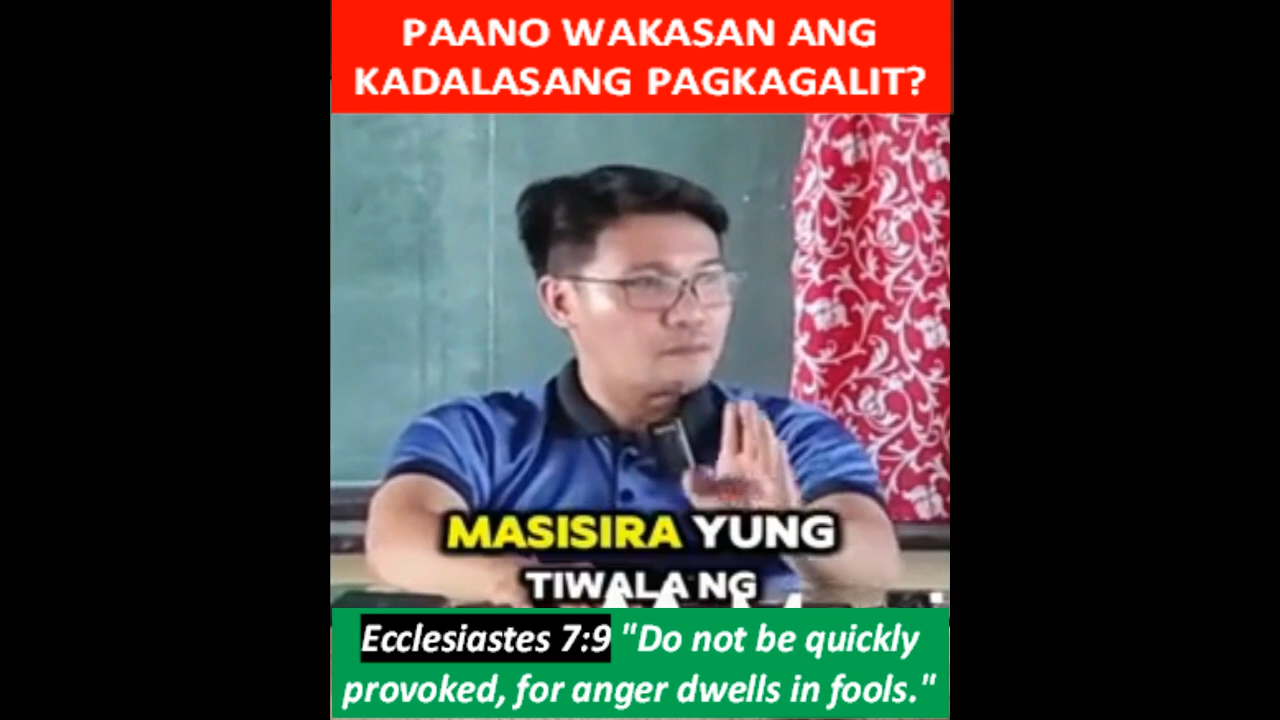 PAANO WAKASAN ANG
KADALASANG PAGKAGALIT?
MASISIRA YUNG
TIWALA NG
Ecclesiastes 7:9 "Do not be quickly
provoked, for anger dwells in fools."